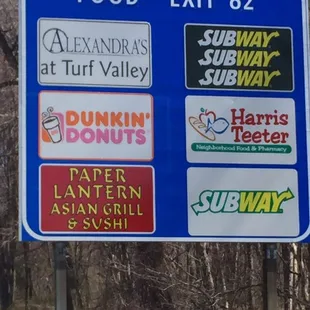 FOOD EXIT 82
ALEXANDRA'S
at Turf Valley
SUBWAY
SUBWAY
SUBWAY
DUNKIN'
DONUTS
Harris
Teeter
Neighborhood Food & Pharmacy
PAPER
LANTERN
ASIAN GRILL
& SUSHI
SUBWAY